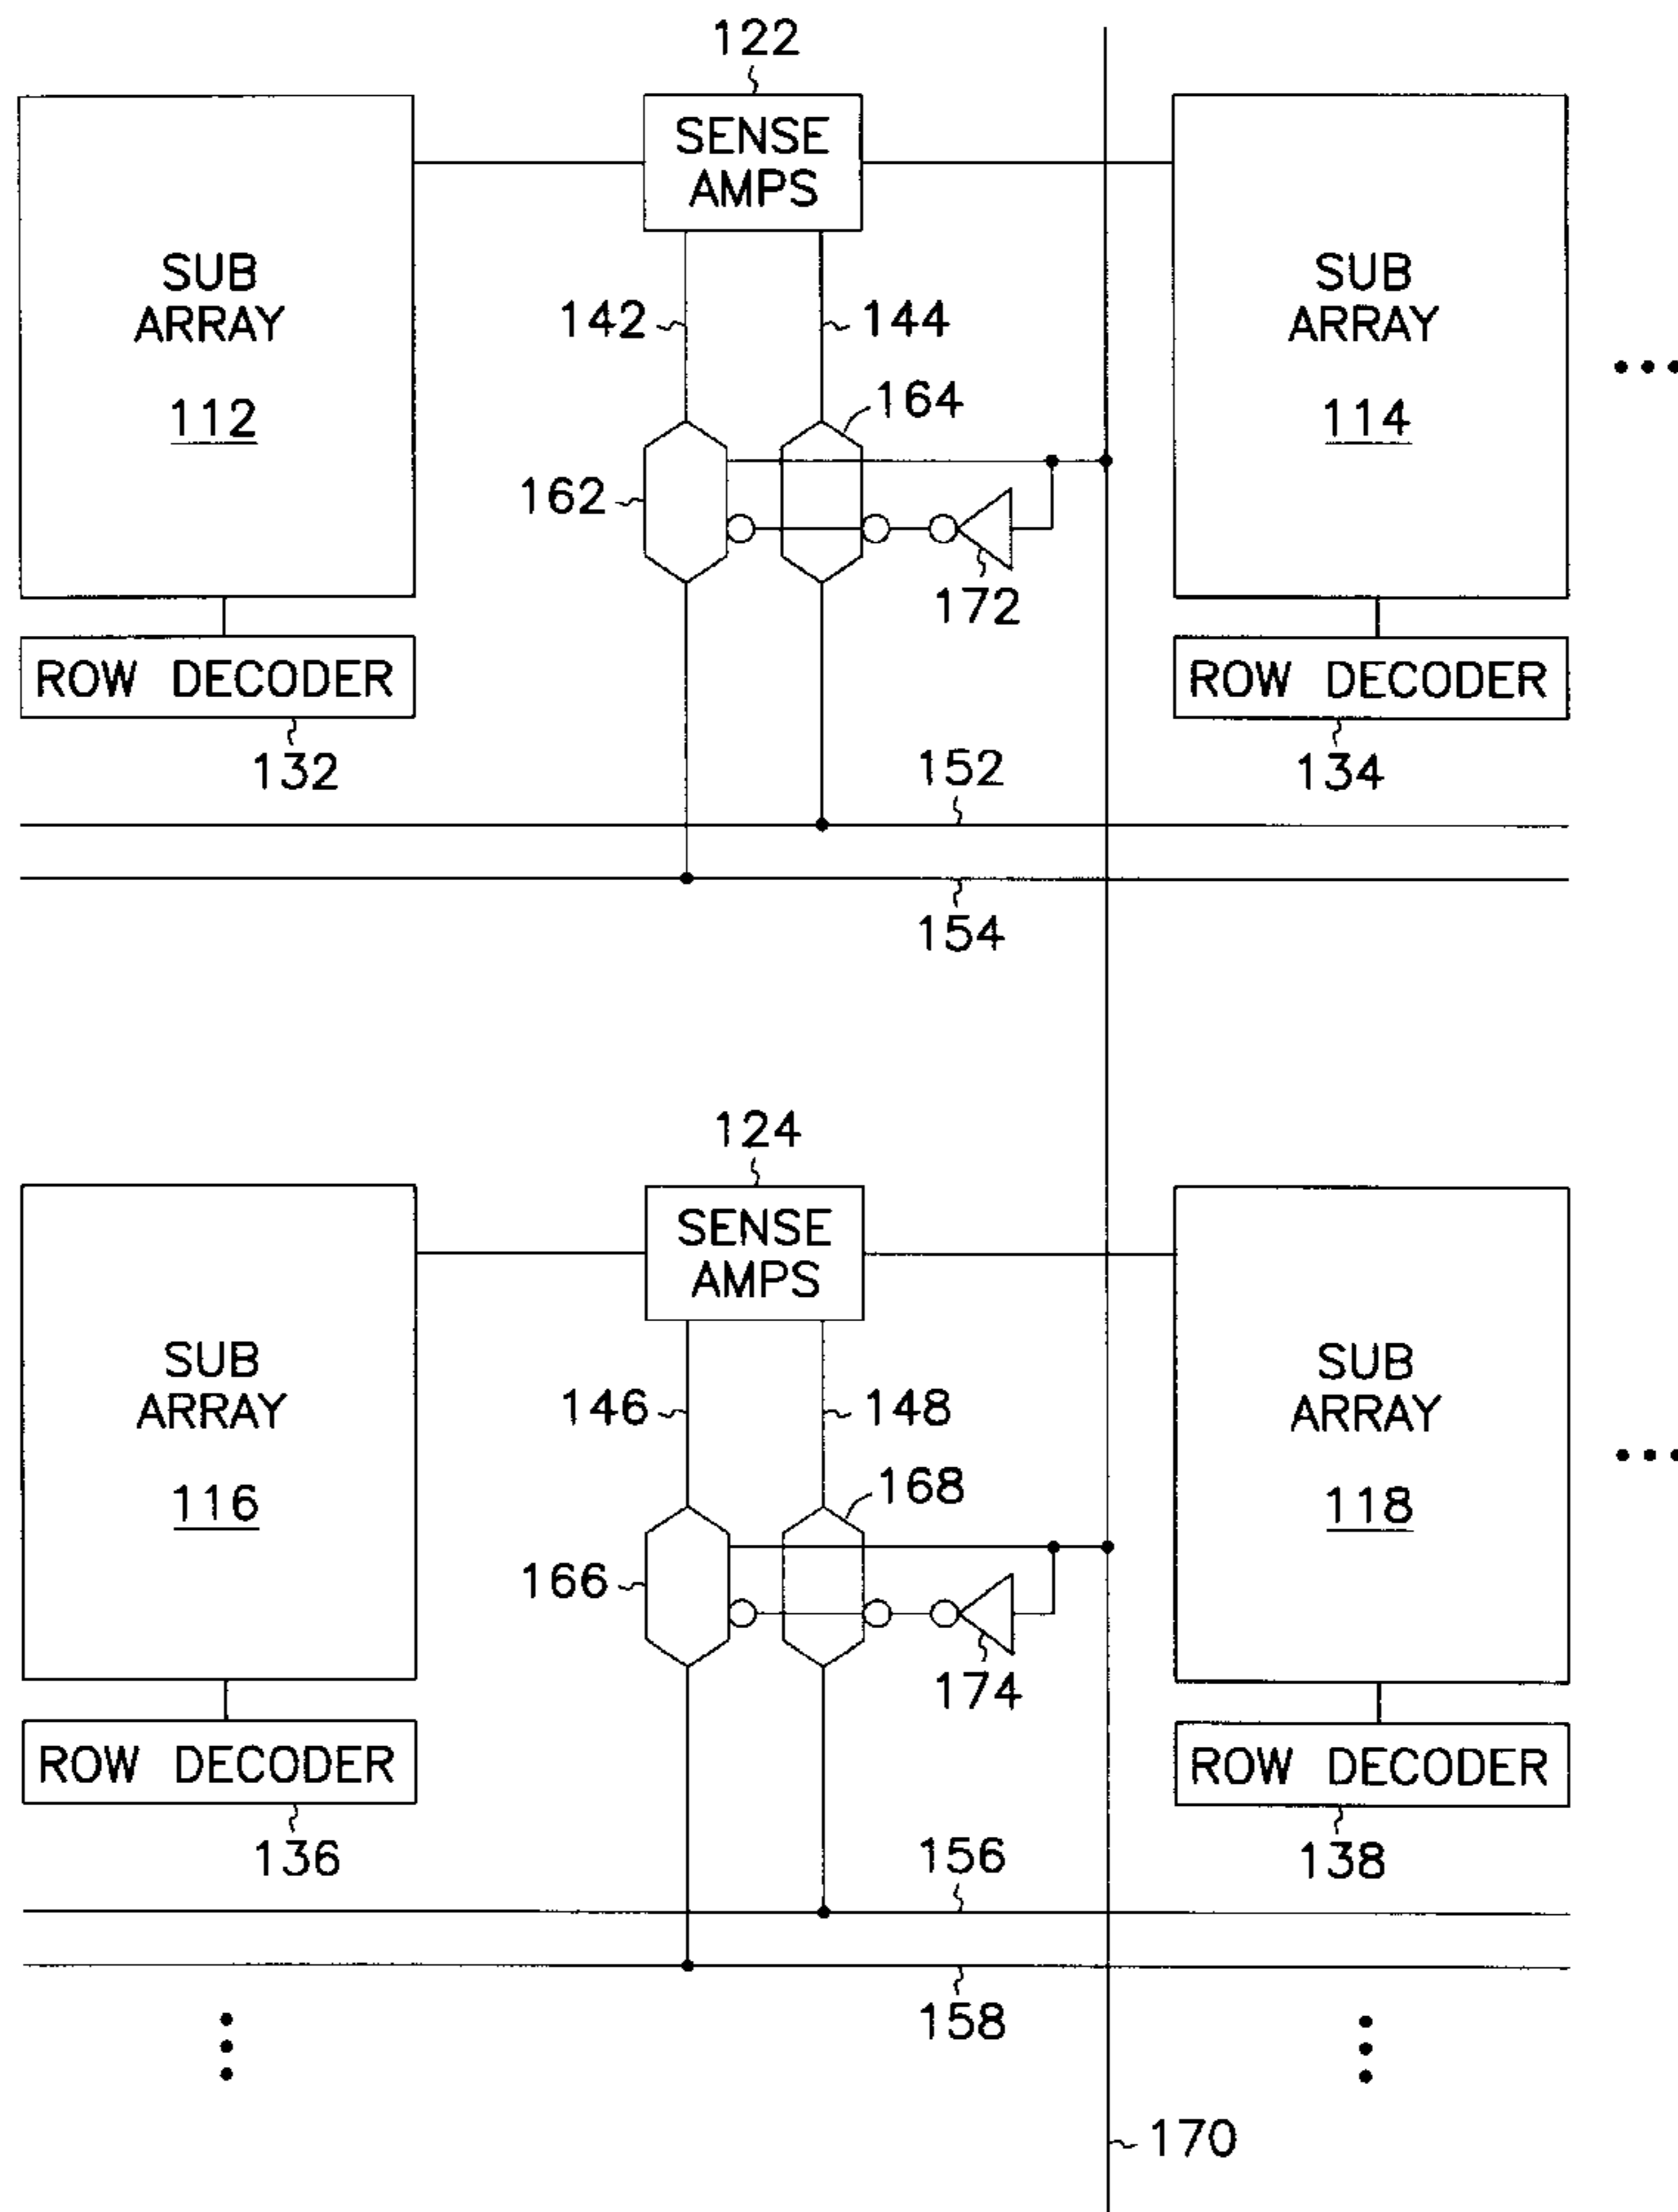 122
SENSE
AMPS
SUB
ARRAY
112
SUB
ARRAY
114
142
144
164
162
172
ROW DECODER
ROW DECODER
132
134
152
154
124
SENSE
AMPS
SUB
ARRAY
116
SUB
ARRAY
118
146
148
168
166
174
ROW DECODER
ROW DECODER
136
138
156
158
170